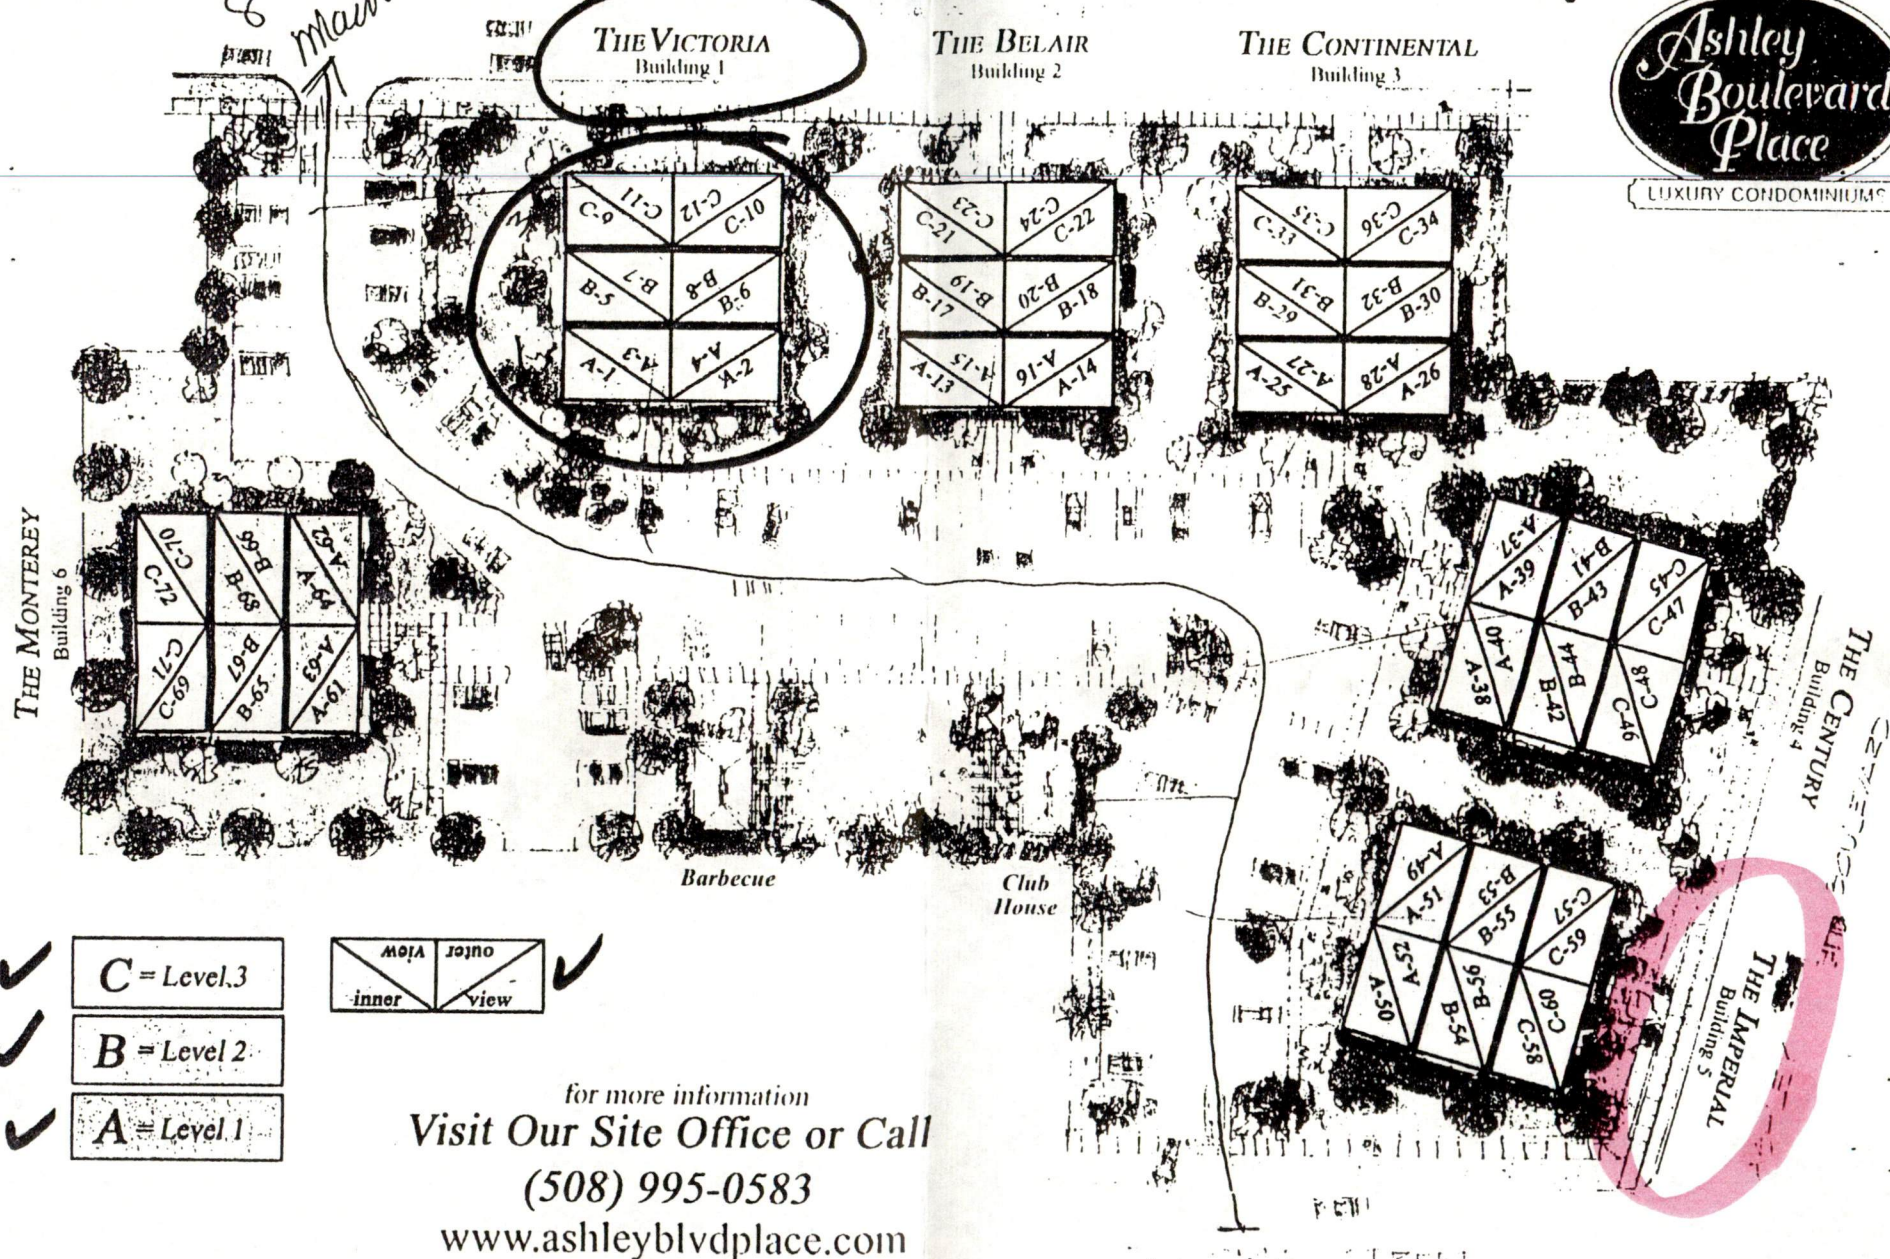 8
Main
THE VICTORIA
Building 1
THE BELAIR
Building 2
THE CONTINENTAL
Building 3
Ashley
Boulevard
Place
LUXURY CONDOMINIUMS
C-9 C-11 C-12 C-10
B-5 B-7 B-8 B-6
A-1 A-3 A-4 A-2
C-21 C-23 C-24 C-22
B-17 B-19 B-20 B-18
A-13 A-15 A-16 A-14
C-33 C-35 C-36 C-34
B-29 B-31 B-32 B-30
A-25 A-27 A-28 A-26
THE MONTEREY
Building 6
C-70 B-66 A-62
C-72 B-68 A-64
C-71 B-67 A-63
C-69 B-65 A-61
A-37 B-41 C-45
A-39 B-43 C-47
A-40 B-44 C-48
A-38 B-42 C-46
THE CENTURY
Building 4
A-49 B-53 C-57
A-51 B-55 C-59
A-52 B-56 C-60
A-50 B-54 C-58
THE IMPERIAL
Building 5
Barbecue
Club
House
C = Level 3
B = Level 2
A = Level 1
view outer
inner view
for more information
Visit Our Site Office or Call
(508) 995-0583
www.ashleyblvdplace.com